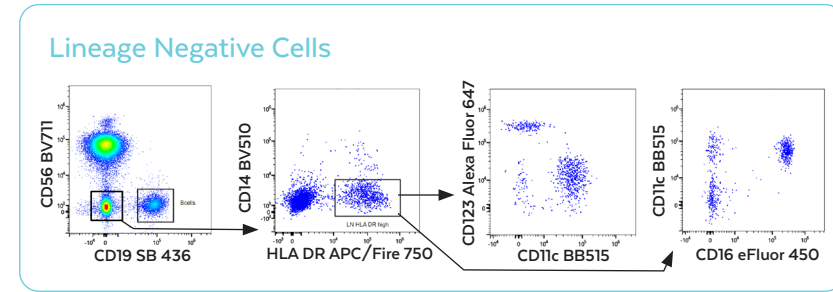 Lineage Negative Cells
CD56 BV711
Bcells
CD19 SB 436
CD14 BV510
LN HLA DR high
HLA DR APC/Fire 750
CD123 Alexa Fluor 647
CD11c BB515
CD11c BB515
CD16 eFluor 450